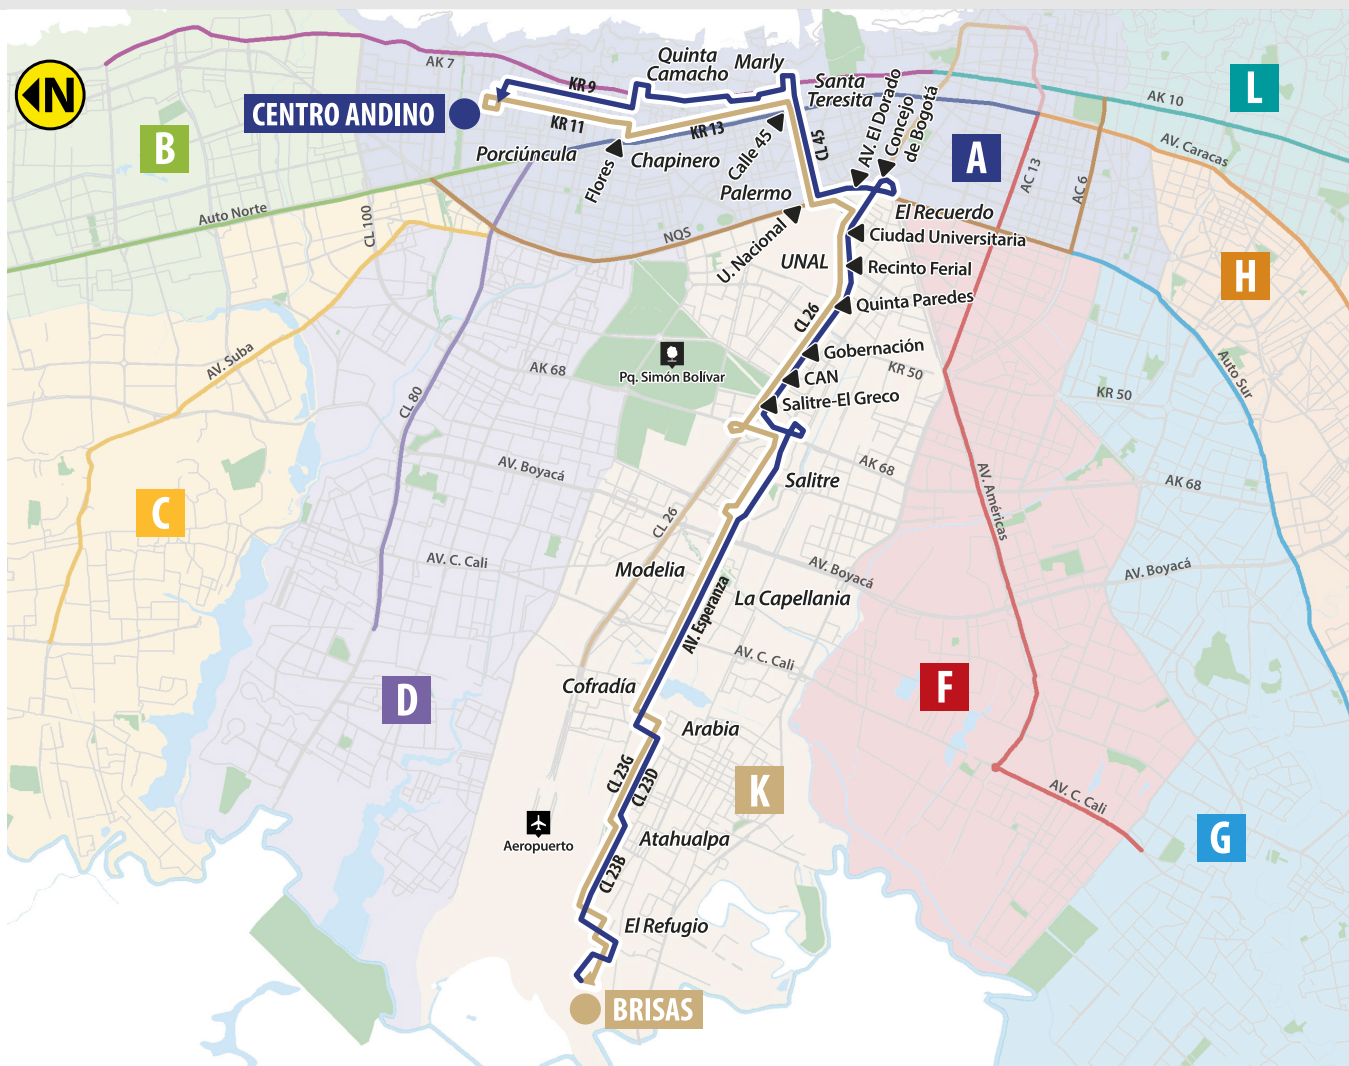 N
AK 7
Quinta
Camacho
Marly
KR 9
Santa
Teresita
L
AK 10
CENTRO ANDINO
KR 11
KR 13
Calle 45
CL 45
AV. El Dorado
Concejo
de Bogotá
A
AC 13
AC 6
AV. Caracas
B
Porciúncula
Flores
Chapinero
Palermo
El Recuerdo
Auto Norte
CL 100
NQS
U. Nacional
Ciudad Universitaria
UNAL
Recinto Ferial
H
Quinta Paredes
CL 26
AV. Suba
AK 68
Pq. Simón Bolívar
Gobernación
KR 50
CAN
Salitre-El Greco
Auto Sur
KR 50
CL 80
AV. Boyacá
Salitre
AK 68
AV. Américas
AK 68
C
CL 26
AV. C. Cali
Modelia
AV. Boyacá
AV. Boyacá
AV. Esperanza
La Capellania
AV. C. Cali
D
Cofradía
F
Arabia
CL 23G
CL 23D
K
AV. C. Cali
Aeropuerto
Atahualpa
G
CL 23B
El Refugio
BRISAS